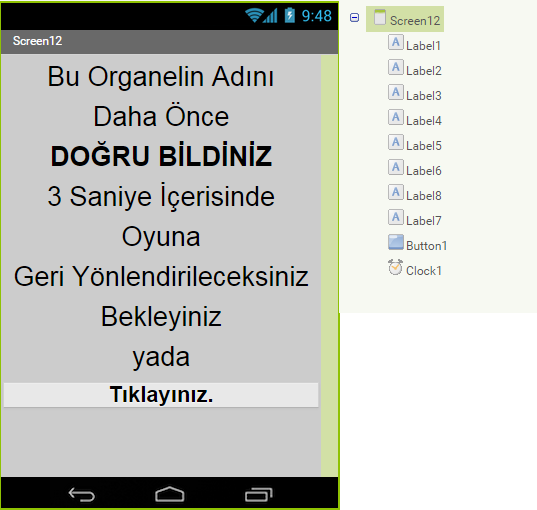 9:48
Screen12
Bu Organelin Adını
Daha Önce
DOĞRU BİLDİNİZ
3 Saniye İçerisinde
Oyuna
Geri Yönlendirileceksiniz
Bekleyiniz
yada
Tıklayınız.
Screen12
Label1
Label2
Label3
Label4
Label5
Label6
Label8
Label7
Button1
Clock1